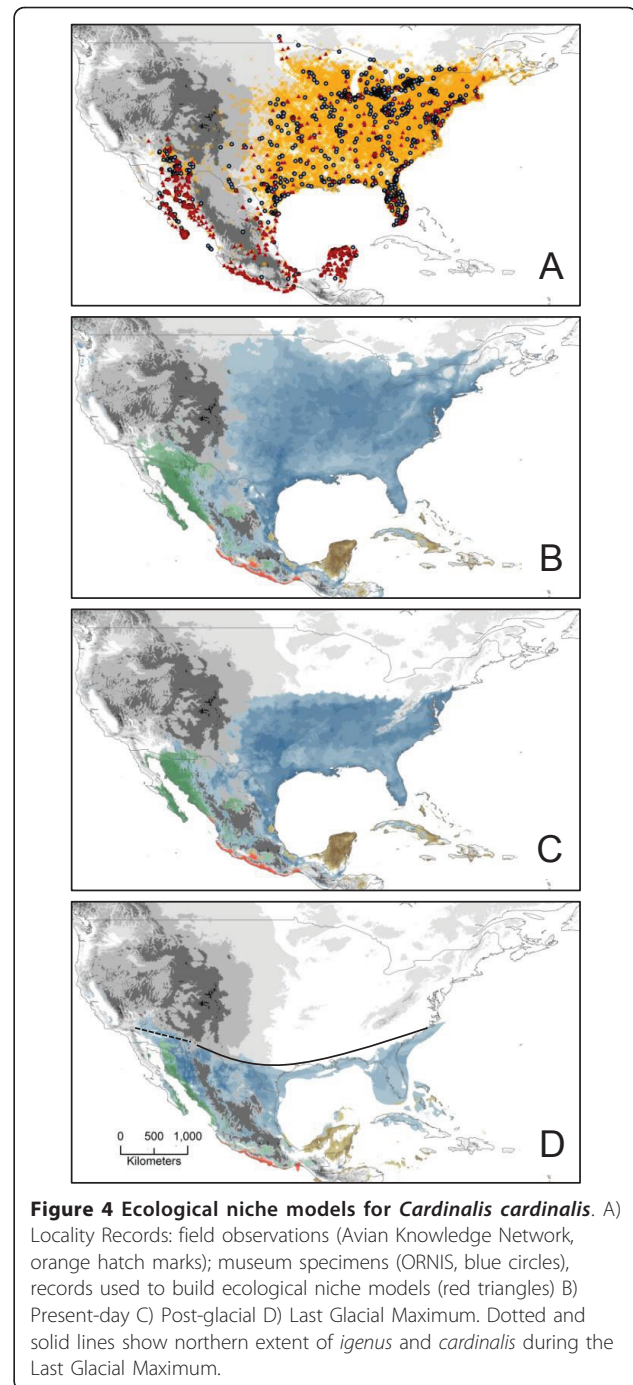 A
B
C
D
0 500 1,000
Kilometers
Figure 4 Ecological niche models for Cardinalis cardinalis. A)
Locality Records: field observations (Avian Knowledge Network,
orange hatch marks); museum specimens (ORNIS, blue circles),
records used to build ecological niche models (red triangles) B)
Present-day C) Post-glacial D) Last Glacial Maximum. Dotted and
solid lines show northern extent of igenus and cardinalis during the
Last Glacial Maximum.